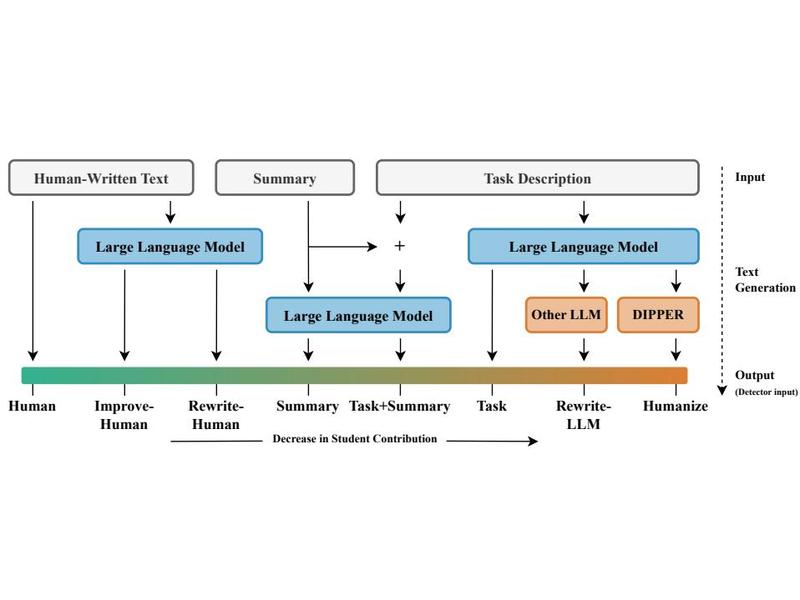 Human-Written Text
Summary
Task Description
Input
Large Language Model
+
Large Language Model
Text
Generation
Large Language Model
Other LLM
DIPPER
Output
(Detector input)
Human
Improve-
Human
Rewrite-
Human
Summary
Task+Summary
Task
Rewrite-
LLM
Humanize
Decrease in Student Contribution